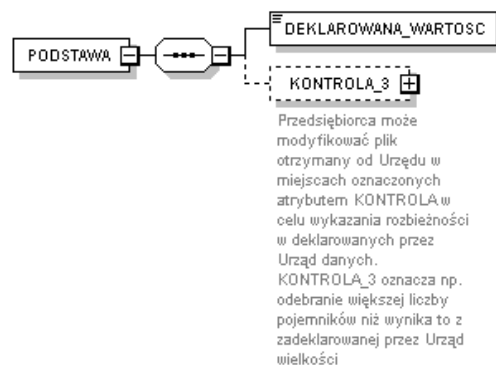 DEKLAROWANA_WARTOSC
PODSTAWA
KONTROLA_3
Przedsiębiorca może
modyfikować plik
otrzymany od Urzędu w
miejscach oznaczonych
atrybutem KONTROLA w
celu wykazania rozbieżności
w deklarowanych przez
Urząd danych.
KONTROLA_3 oznacza np.
odebranie większej liczby
pojemników niż wynika to z
zadeklarowanej przez Urząd
wielkości